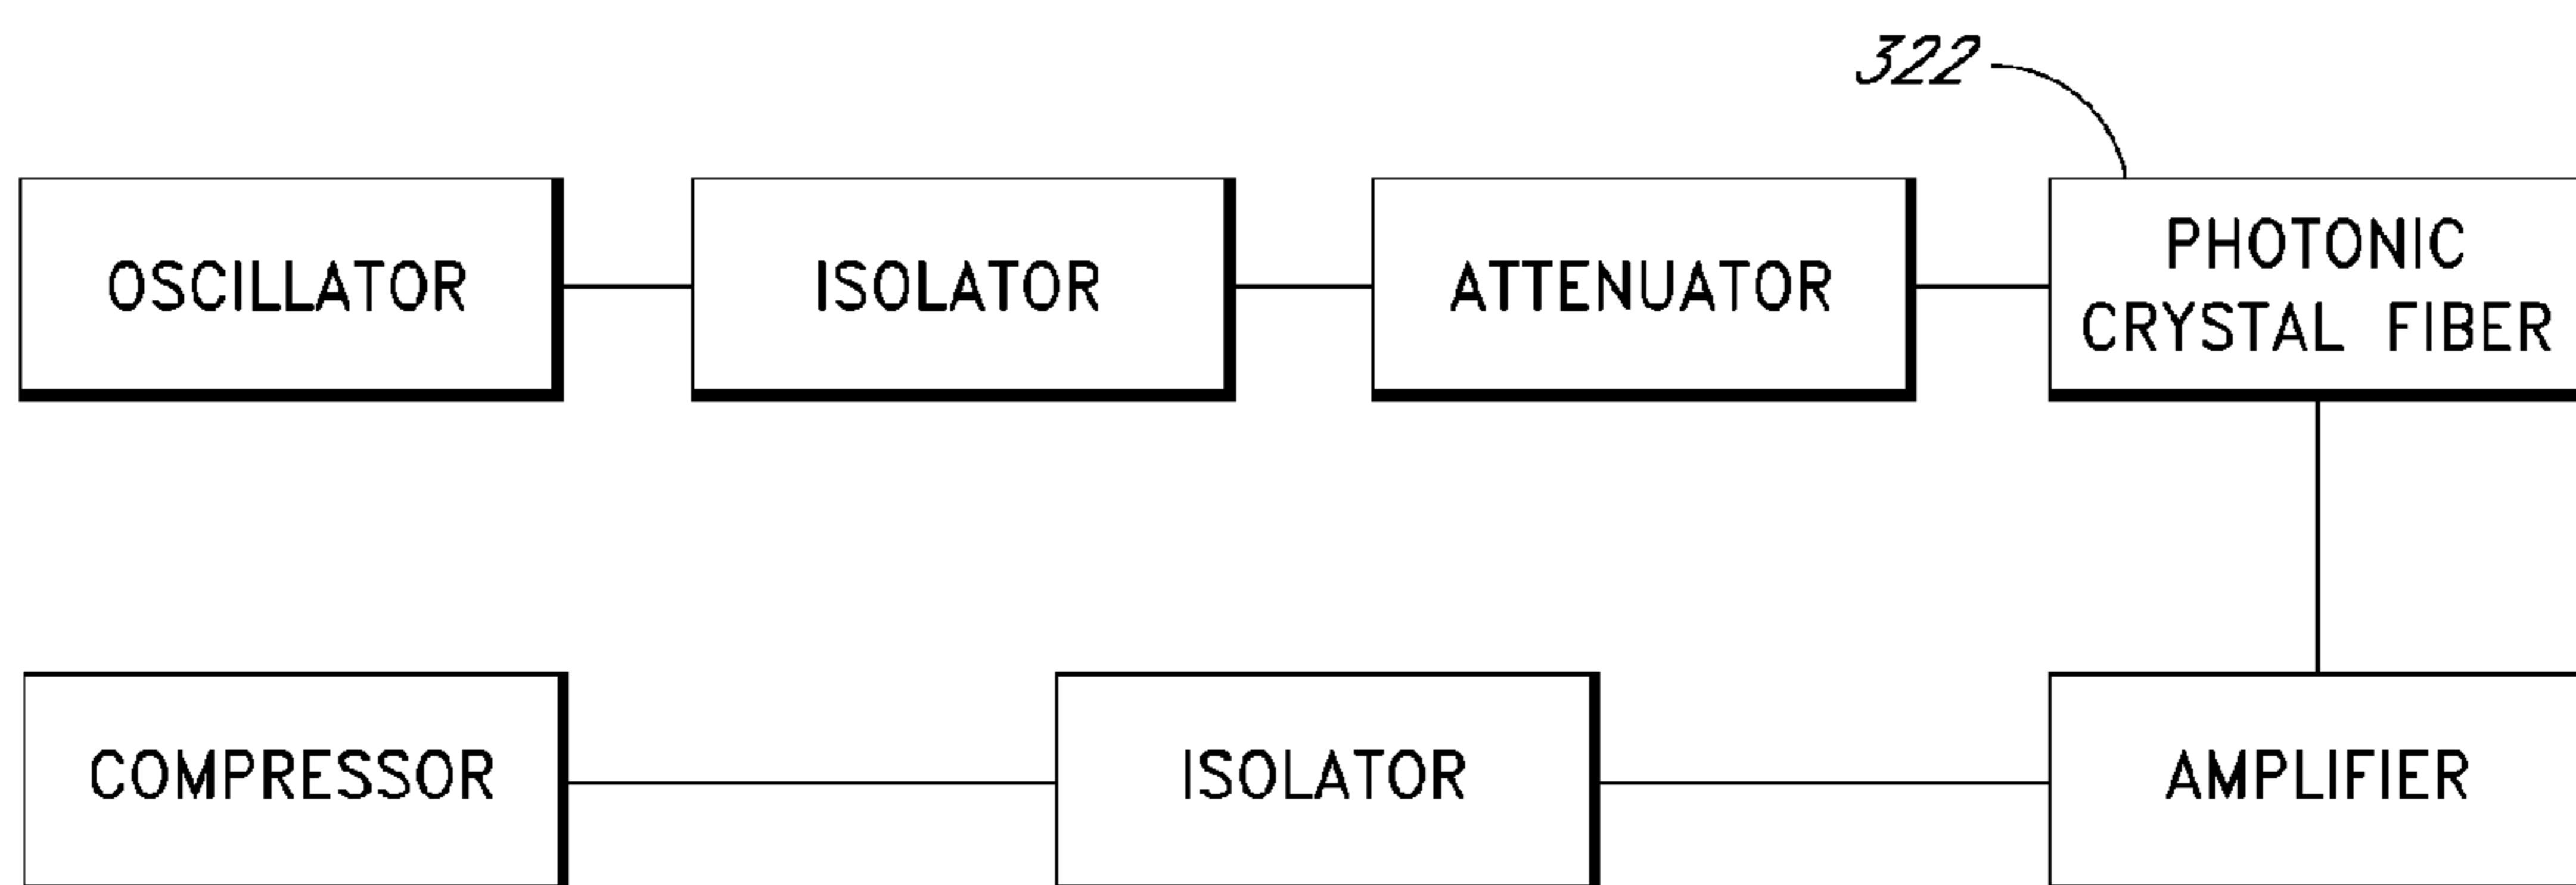 322
OSCILLATOR
ISOLATOR
ATTENUATOR
PHOTONIC
CRYSTAL FIBER
COMPRESSOR
ISOLATOR
AMPLIFIER